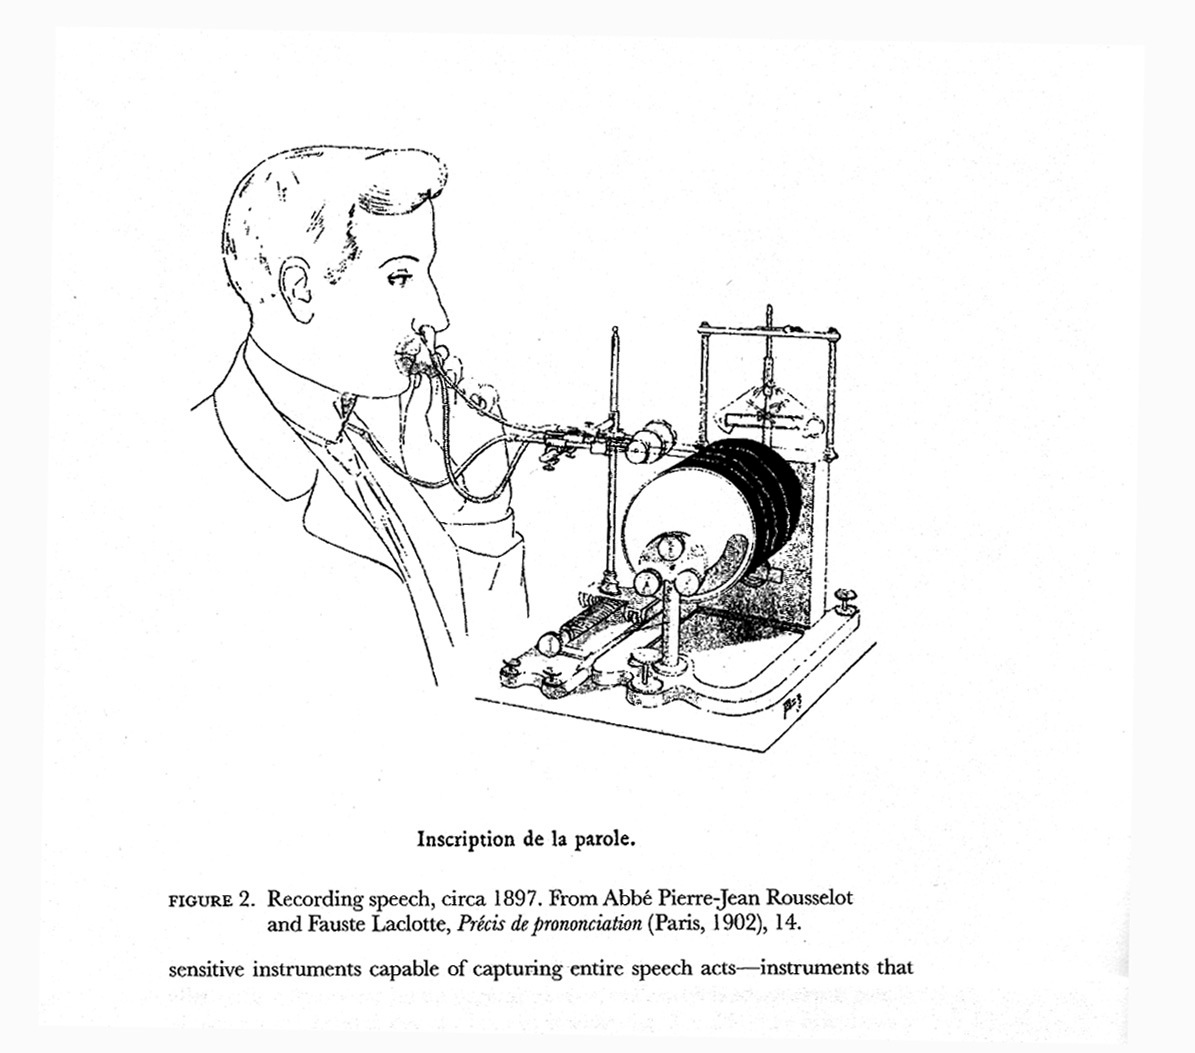 Inscription de la parole.
FIGURE 2. Recording speech, circa 1897. From Abbé Pierre-Jean Rousselot
and Fauste Laclotte, Précis de prononciation (Paris, 1902), 14.
sensitive instruments capable of capturing entire speech acts—instruments that